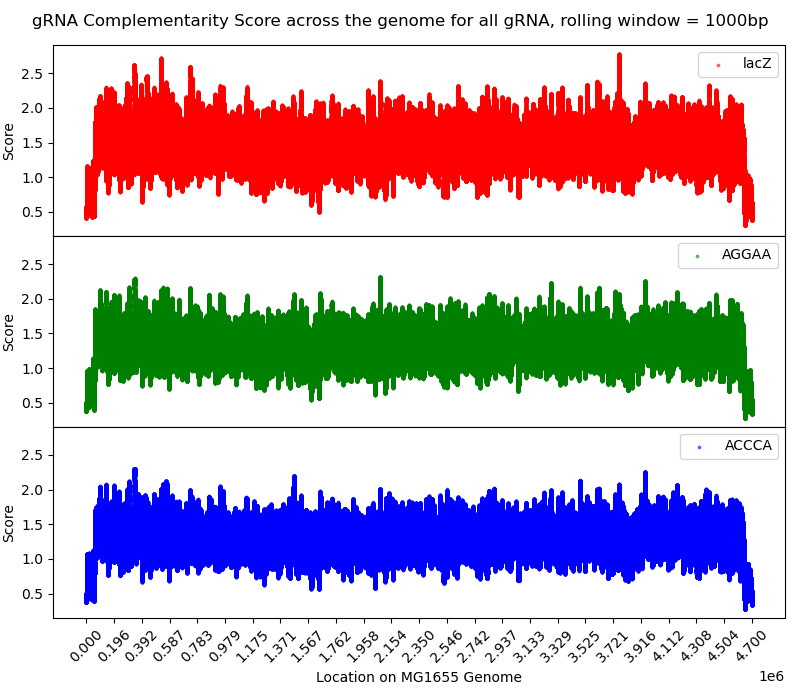 gRNA Complementarity Score across the genome for all gRNA, rolling window = 1000bp
lacZ
2.5
2.0
1.5
1.0
0.5
Score
AGGAA
2.5
2.0
1.5
1.0
0.5
Score
ACCCA
2.5
2.0
1.5
1.0
0.5
Score
0.000 0.196 0.392 0.587 0.783 0.979 1.175 1.371 1.567 1.762 1.958 2.154 2.350 2.546 2.742 2.937 3.133 3.329 3.525 3.721 3.916 4.112 4.308 4.504 4.700
1e6
Location on MG1655 Genome